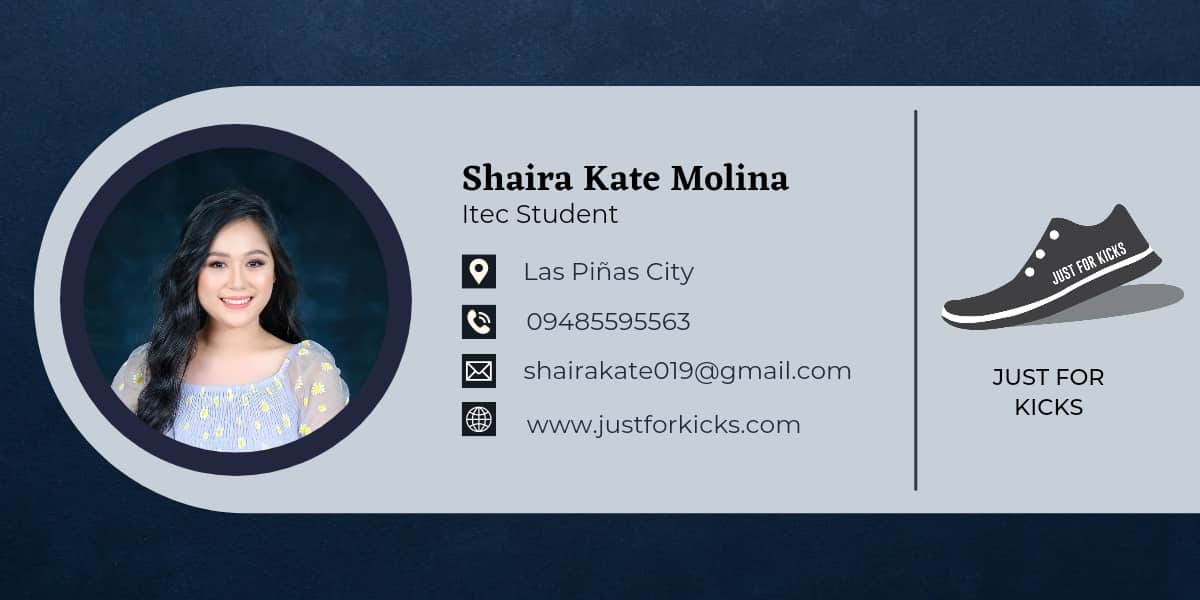 Shaira Kate Molina
Itec Student
Las Piñas City
09485595563
shairakate019@gmail.com
www.justforkicks.com
JUST FOR KICKS
JUST FOR
KICKS